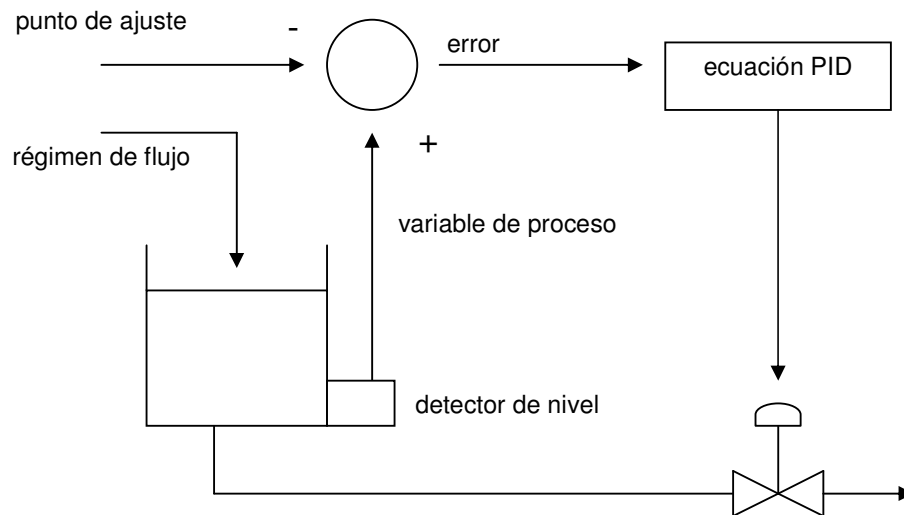 punto de ajuste
-
error
ecuación PID
+
régimen de flujo
variable de proceso
detector de nivel